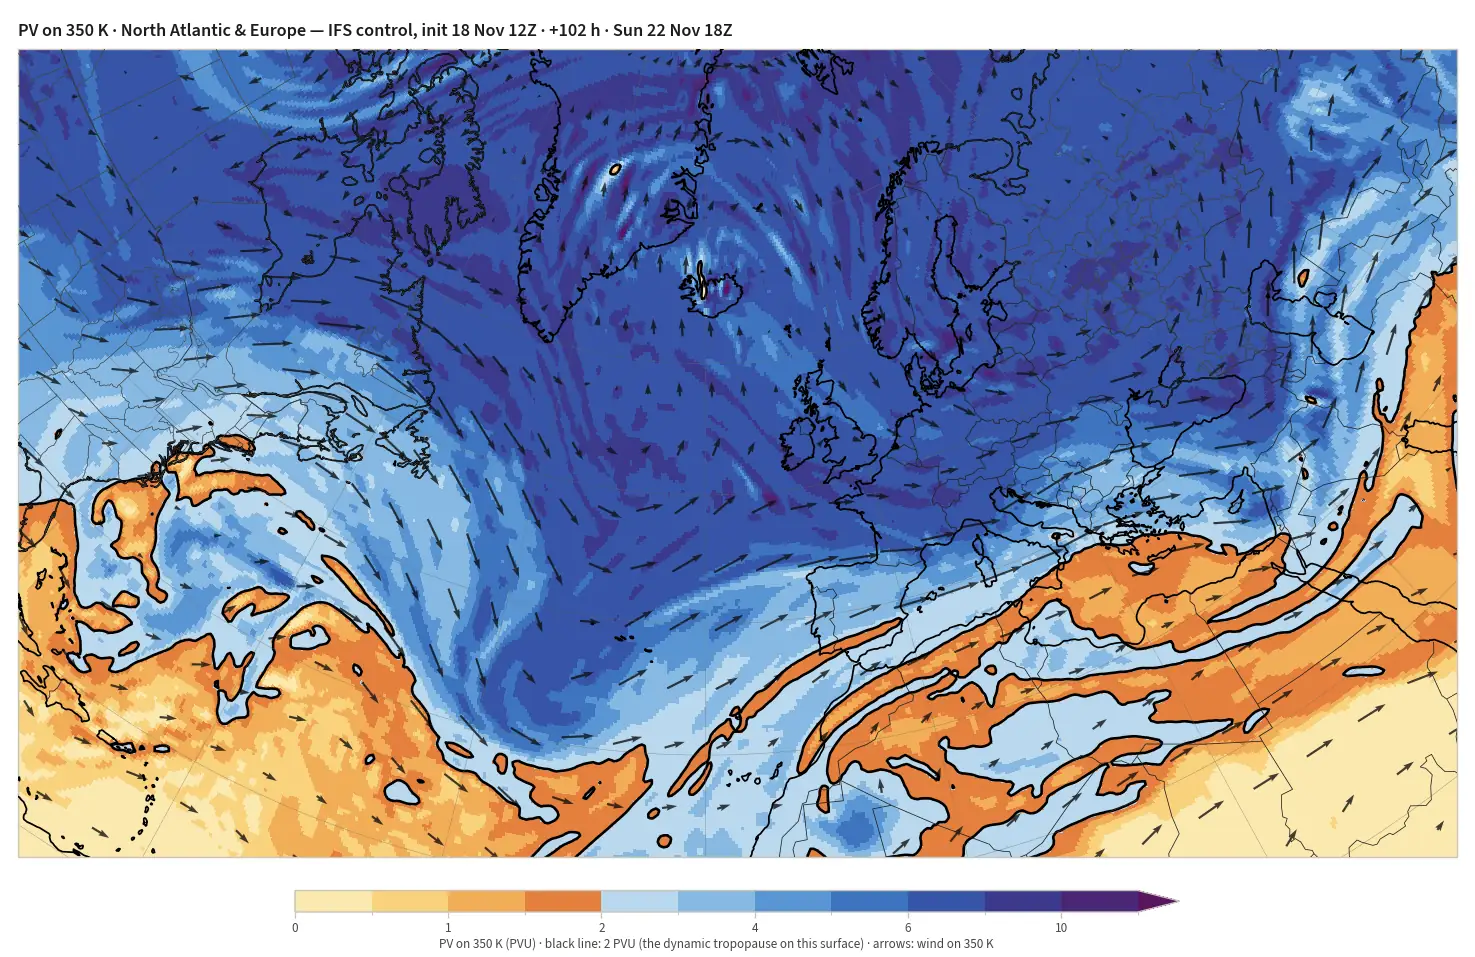 PV on 350 K · North Atlantic & Europe — IFS control, init 18 Nov 12Z · +102 h · Sun 22 Nov 18Z
0 1 2 4 6 10
PV on 350 K (PVU) · black line: 2 PVU (the dynamic tropopause on this surface) · arrows: wind on 350 K